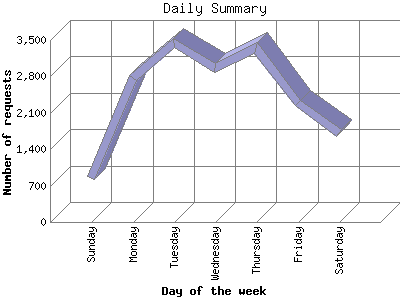 Daily Summary
Number of requests
3,500
2,800
2,100
1,400
700
0
Sunday
Monday
Tuesday
Wednesday
Thursday
Friday
Saturday
Day of the week